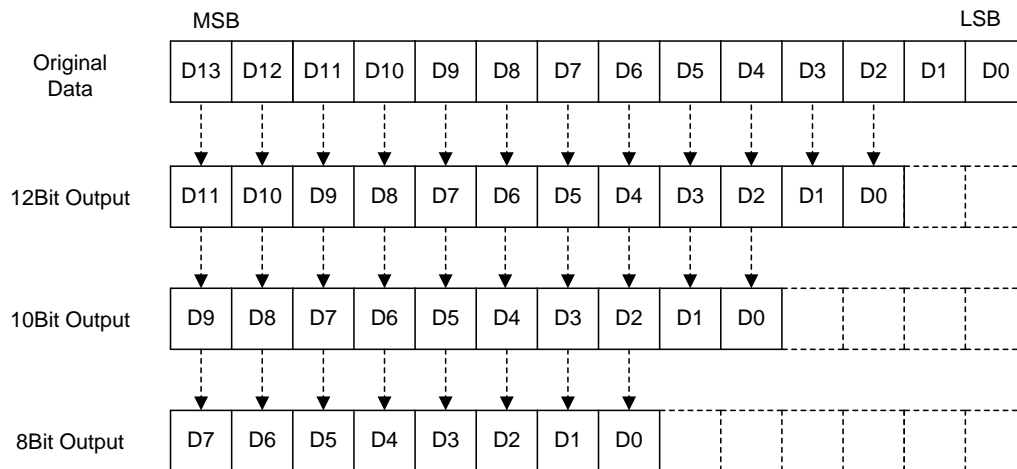 MSB LSB
Original Data D13 D12 D11 D10 D9 D8 D7 D6 D5 D4 D3 D2 D1 D0
12Bit Output D11 D10 D9 D8 D7 D6 D5 D4 D3 D2 D1 D0
10Bit Output D9 D8 D7 D6 D5 D4 D3 D2 D1 D0
8Bit Output D7 D6 D5 D4 D3 D2 D1 D0